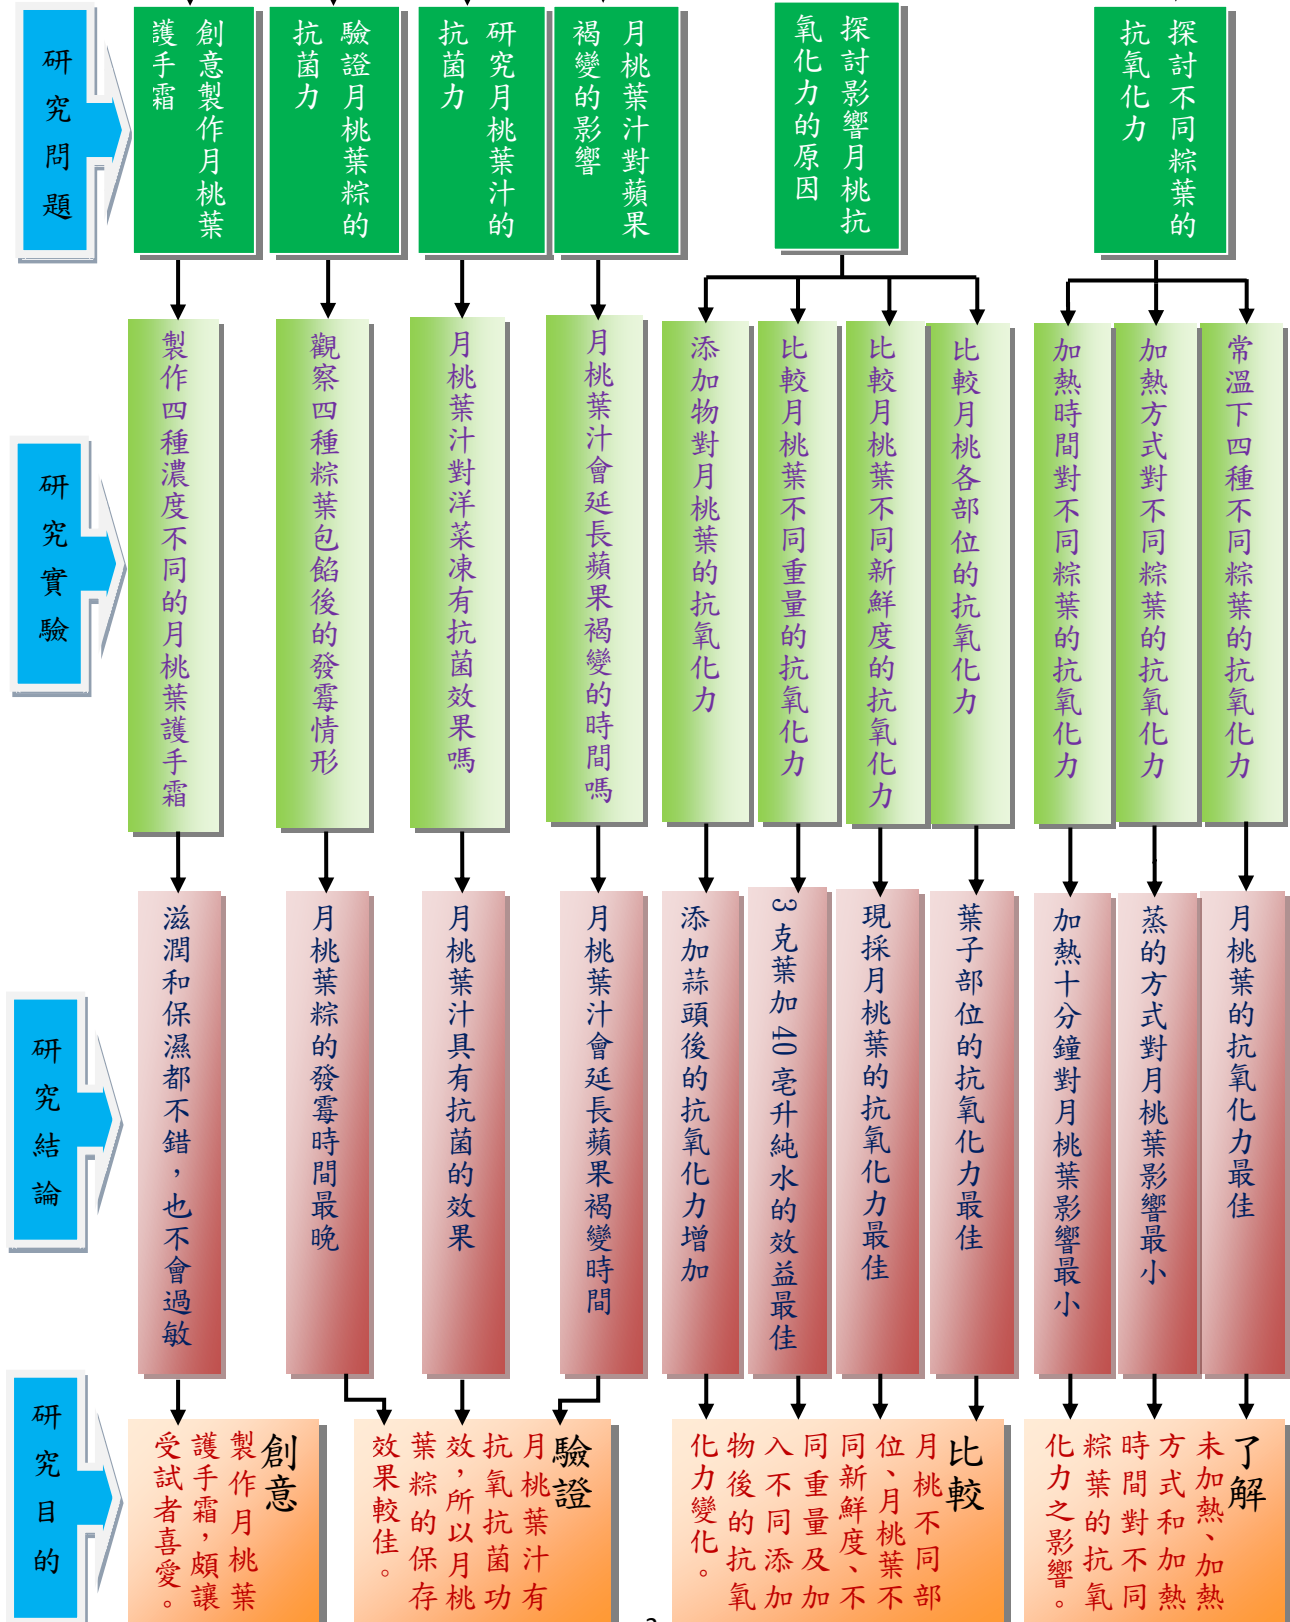 研究問題
探討不同粽葉的
抗氧化力
探討影響月桃抗
氧化力的原因
月桃葉汁對蘋果
褐變的影響
研究月桃葉汁的
抗菌力
驗證月桃葉粽的
抗菌力
創意製作月桃葉
護手霜
研究實驗
常溫下四種不同粽葉的抗氧化力
加熱方式對不同粽葉的抗氧化力
加熱時間對不同粽葉的抗氧化力
比較月桃各部位的抗氧化力
比較月桃葉不同新鮮度的抗氧化力
比較月桃葉不同重量的抗氧化力
添加物對月桃葉的抗氧化力
月桃葉汁會延長蘋果褐變的時間嗎
月桃葉汁對洋菜凍有抗菌效果嗎
觀察四種粽葉包餡後的發霉情形
製作四種濃度不同的月桃葉護手霜
研究結論
月桃葉的抗氧化力最佳
蒸的方式對月桃葉影響最小
加熱十分鐘對月桃葉影響最小
葉子部位的抗氧化力最佳
現採月桃葉的抗氧化力最佳
3克葉加40毫升純水的效益最佳
添加蒜頭後的抗氧化力增加
月桃葉汁會延長蘋果褐變時間
月桃葉汁具有抗菌的效果
月桃葉粽的發霉時間最晚
滋潤和保濕都不錯，也不會過敏
研究目的
了解
未加熱、加熱
方式和加熱
時間對不同
粽葉的抗氧
化力之影響。
比較
月桃不同部
位、月桃葉不
同新鮮度、不
同重量及加
入不同添加
物後的抗氧
化力變化。
驗證
月桃葉汁有
抗氧抗菌功
效，所以月桃
葉粽的保存
效果較佳。
創意
製作月桃葉
護手霜，頗讓
受試者喜愛。